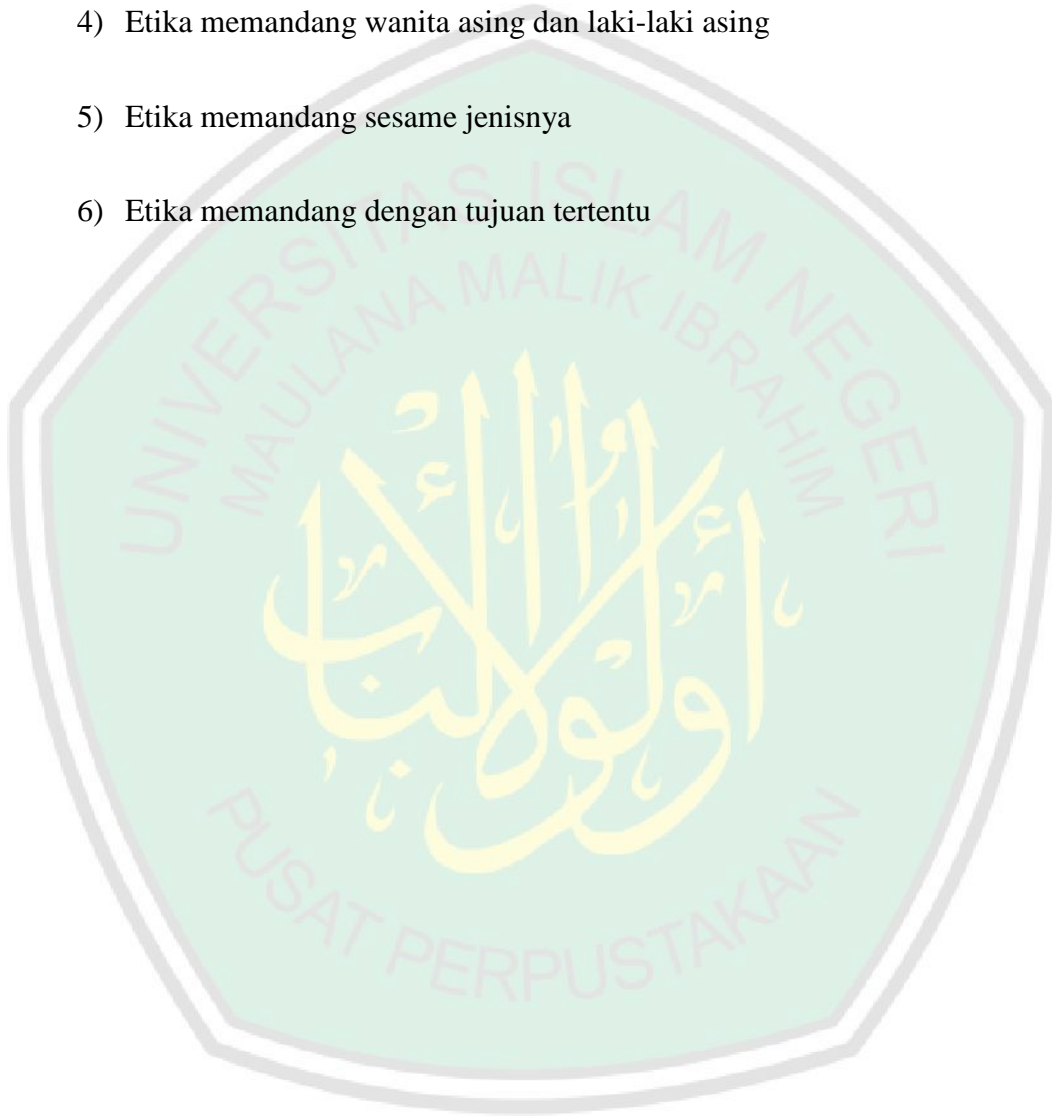 4) Etika memandang wanita asing dan laki-laki asing
5) Etika memandang sesame jenisnya
6) Etika memandang dengan tujuan tertentu
UNIVERSITAS ISLAM NEGERI
MAULANA MALIK IBRAHIM
أولوا الألباب
PUSAT PERPUSTAKAAN